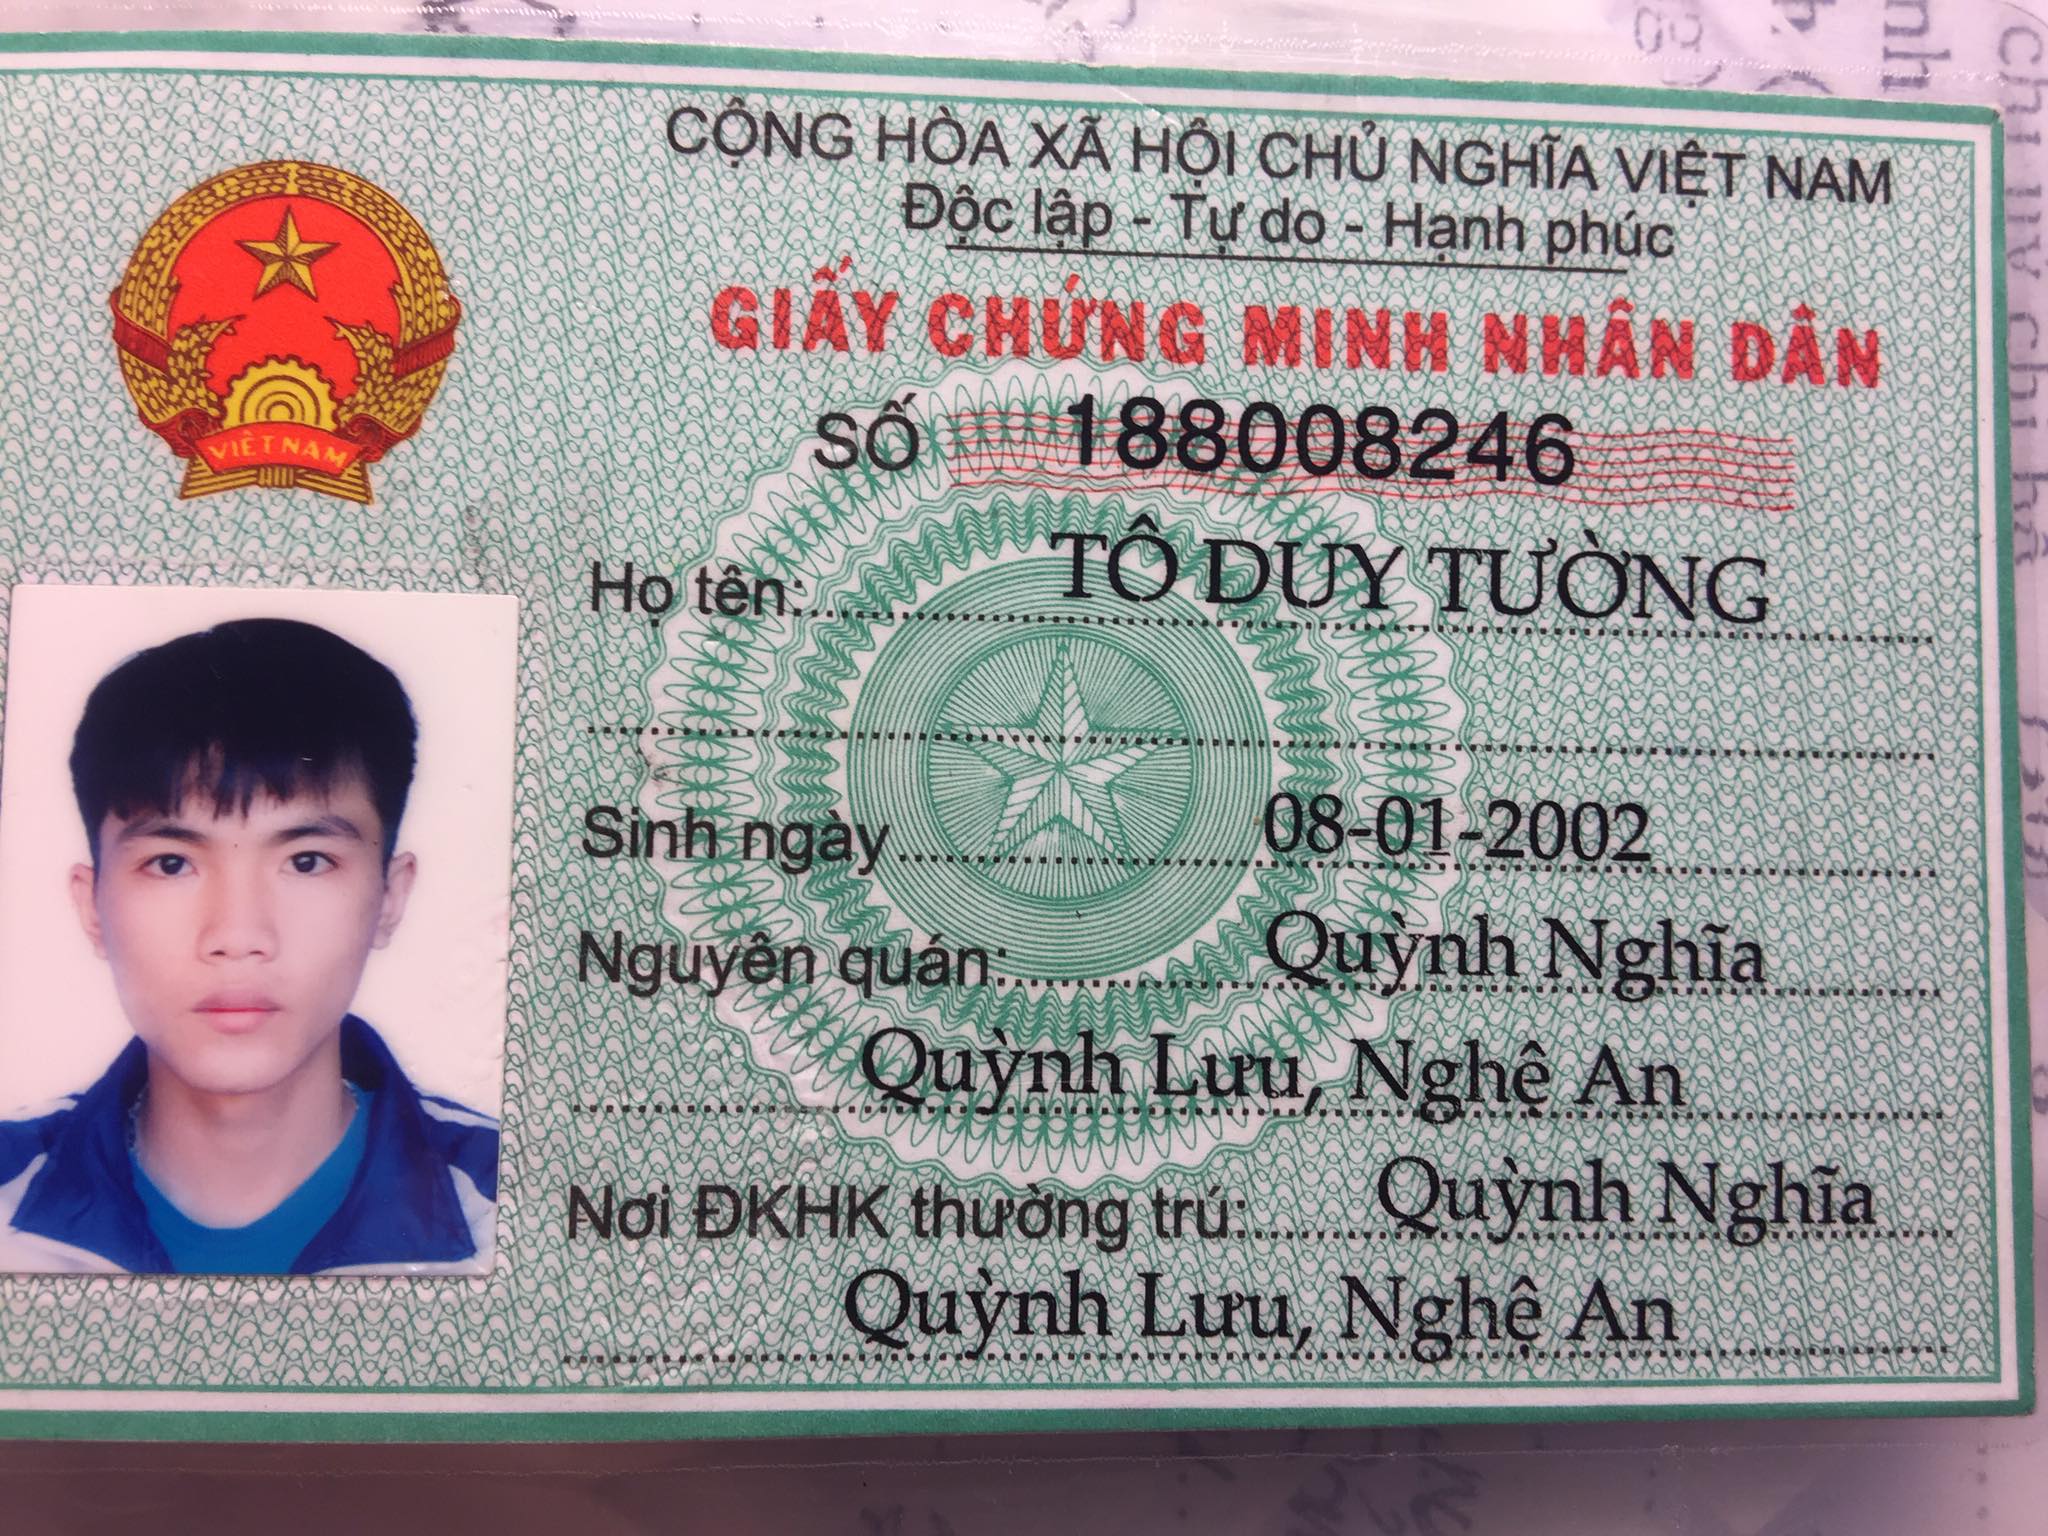 CỘNG HÒA XÃ HỘI CHỦ NGHĨA VIỆT NAM
Độc lập - Tự do - Hạnh phúc
GIẤY CHỨNG MINH NHÂN DÂN
SỐ 188008246
VIỆT NAM
Họ tên: TÔ DUY TƯỜNG
Sinh ngày 08-01-2002
Nguyên quán: Quỳnh Nghĩa
Quỳnh Lưu, Nghệ An
Nơi ĐKHK thường trú: Quỳnh Nghĩa
Quỳnh Lưu, Nghệ An